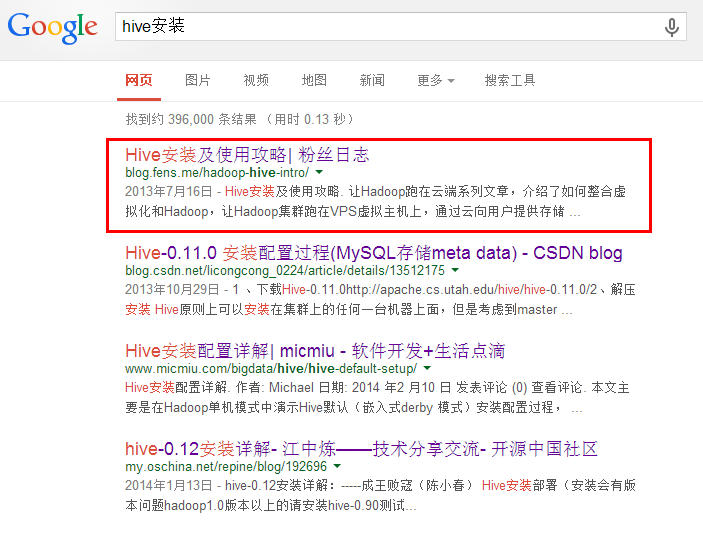 Google
hive安装
网页 图片 视频 地图 新闻 更多 搜索工具
找到约 396,000 条结果 （用时 0.13 秒）
Hive安装及使用攻略| 粉丝日志
blog.fens.me/hadoop-hive-intro/
2013年7月16日 - Hive安装及使用攻略. 让Hadoop跑在云端系列文章，介绍了如何整合虚
拟化和Hadoop，让Hadoop集群跑在VPS虚拟主机上，通过云向用户提供存储 ...
Hive-0.11.0 安装配置过程(MySQL存储meta data) - CSDN blog
blog.csdn.net/licongcong_0224/article/details/13512175
2013年10月29日 - 1 、下载Hive-0.11.0http://apache.cs.utah.edu/hive/hive-0.11.0/2、解压
安装 Hive原则上可以安装在集群上的任何一台机器上面，但是考虑到master ...
Hive安装配置详解| micmiu - 软件开发+生活点滴
www.micmiu.com/bigdata/hive/hive-default-setup/
Hive安装配置详解. 作者: Michael 日期: 2014 年2 月10 日 发表评论 (0) 查看评论. 本文主
要是在Hadoop单机模式中演示Hive默认（嵌入式derby 模式）安装配置过程， ...
hive-0.12安装详解- 江中炼——技术分享交流- 开源中国社区
my.oschina.net/repine/blog/192696
2014年1月13日 - hive-0.12安装详解：-----成王败寇（陈小春） Hive安装部署（安装会有版
本问题hadoop1.0版本以上的请安装hive-0.90测试...